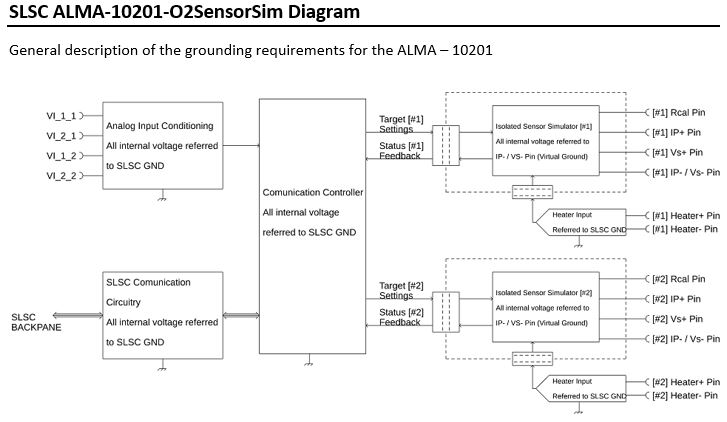 SLSC ALMA-10201-O2SensorSim Diagram
General description of the grounding requirements for the ALMA – 10201
VI_1_1
VI_2_1
VI_1_2
VI_2_2
Analog Input Conditioning
All internal voltage referred
to SLSC GND
SLSC Comunication
Circuitry
All internal voltage referred
to SLSC GND
SLSC
BACKPANE
Comunication Controller
All internal voltage
referred to SLSC GND
Target [#1]
Settings
Status [#1]
Feedback
Isolated Sensor Simulator [#1]
All internal voltage referred to
IP- / VS- Pin (Virtual Ground)
[#1] Rcal Pin
[#1] IP+ Pin
[#1] Vs+ Pin
[#1] IP- / Vs- Pin
Heater Input
Referred to SLSC GND
[#1] Heater+ Pin
[#1] Heater- Pin
Target [#2]
Settings
Status [#2]
Feedback
Isolated Sensor Simulator [#2]
All internal voltage referred to
IP- / VS- Pin (Virtual Ground)
[#2] Rcal Pin
[#2] IP+ Pin
[#2] Vs+ Pin
[#2] IP- / Vs- Pin
Heater Input
Referred to SLSC GND
[#2] Heater+ Pin
[#2] Heater- Pin